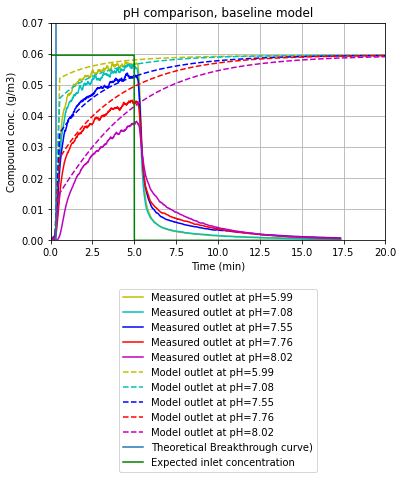 pH comparison, baseline model
Compound conc. (g/m3)
0.07
0.06
0.05
0.04
0.03
0.02
0.01
0.00
0.0 2.5 5.0 7.5 10.0 12.5 15.0 17.5 20.0
Time (min)
Measured outlet at pH=5.99
Measured outlet at pH=7.08
Measured outlet at pH=7.55
Measured outlet at pH=7.76
Measured outlet at pH=8.02
Model outlet at pH=5.99
Model outlet at pH=7.08
Model outlet at pH=7.55
Model outlet at pH=7.76
Model outlet at pH=8.02
Theoretical Breakthrough curve)
Expected inlet concentration